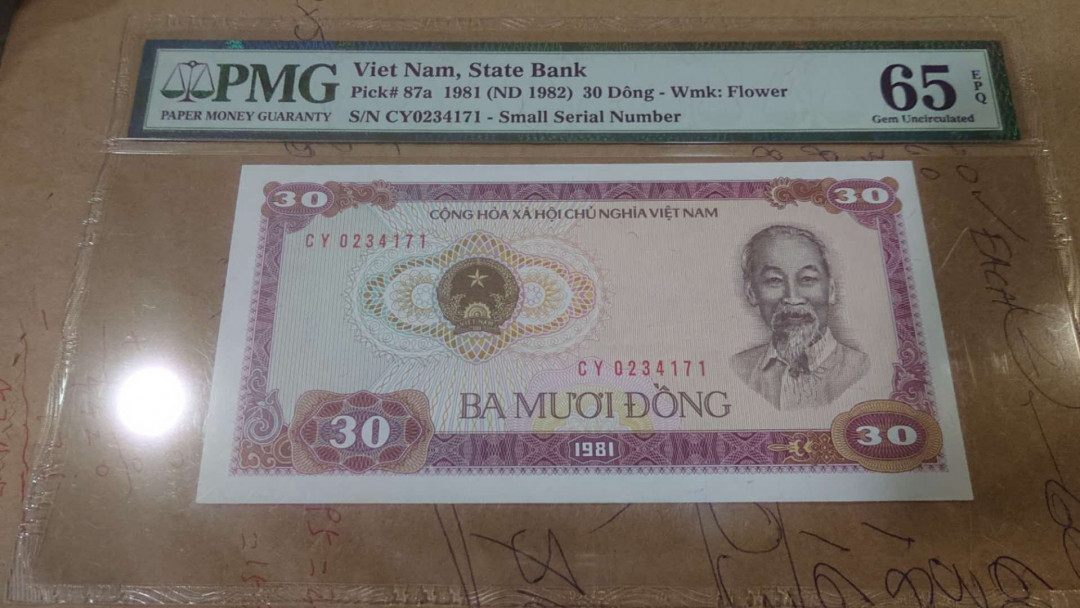 PMG
PAPER MONEY GUARANTY
Viet Nam, State Bank
Pick# 87a 1981 (ND 1982) 30 Dông - Wmk: Flower
S/N CY0234171 - Small Serial Number
65
EPQ
Gem Uncirculated
30
30
CỘNG HÒA XÃ HỘI CHỦ NGHĨA VIỆT NAM
CY 0234171
CY 0234171
BA MƯƠI ĐỒNG
30
1981
30
EACH